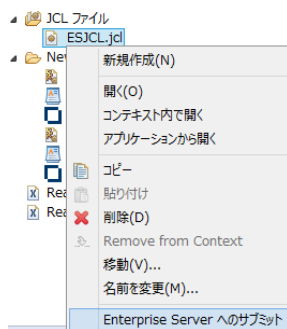 JCL ファイル
ESJCL.jcl
Ne
新規作成(N)
開く(O)
コンテキスト内で開く
アプリケーションから開く
コピー
Rea
貼り付け
Rea
削除(D)
Remove from Context
移動(V)...
名前を変更(M)...
Enterprise Server へのサブミット